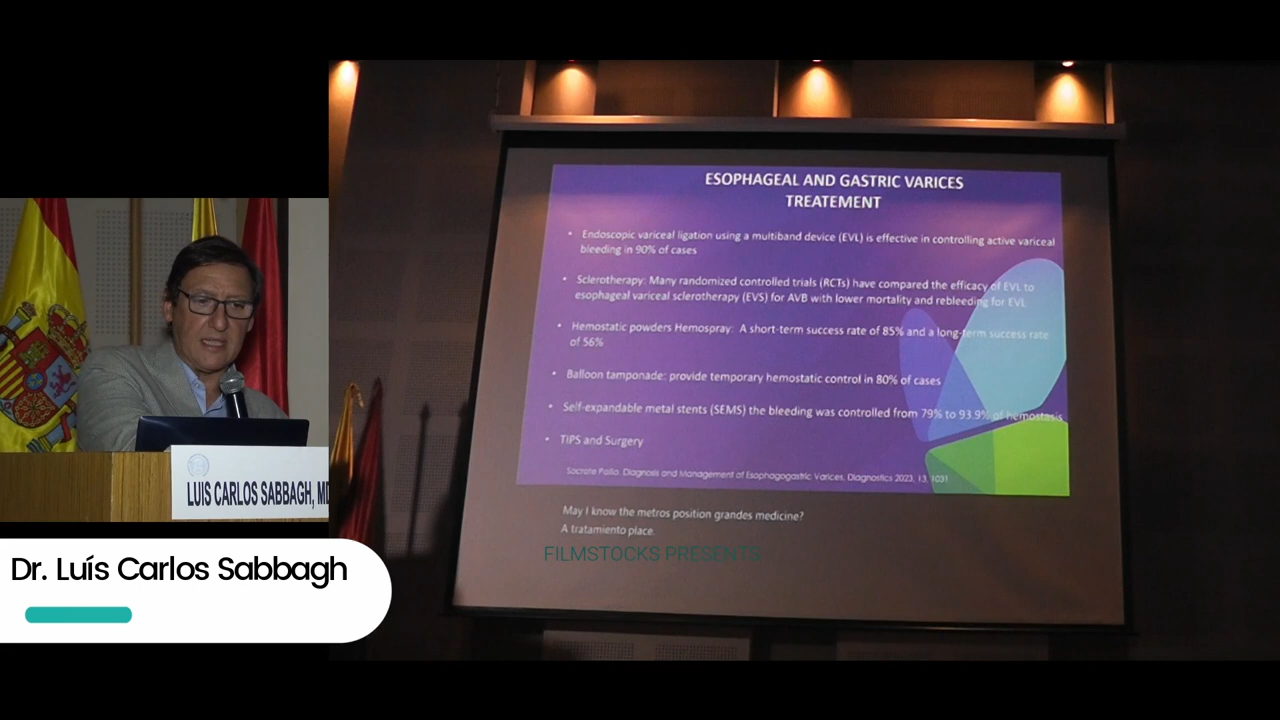 ESOPHAGEAL AND GASTRIC VARICES
TREATEMENT
• Endoscopic variceal ligation using a multiband device (EVL) is effective in controlling active variceal
bleeding in 90% of cases
• Sclerotherapy: Many randomized controlled trials (RCTs) have compared the efficacy of EVL to
esophageal variceal sclerotherapy (EVS) for AVB with lower mortality and rebleeding for EVL
• Hemostatic powders Hemospray: A short-term success rate of 85% and a long-term success rate
of 56%
• Balloon tamponade: provide temporary hemostatic control in 80% of cases
• Self-expandable metal stents (SEMS) the bleeding was controlled from 79% to 93.9% of hemostasis
• TIPS and Surgery
Socrate Pallio. Diagnosis and Management of Esophagogastric Varices. Diagnostics 2023, 13, 1031
May I know the metros position grandes medicine?
A tratamiento place.
FILMSTOCKS PRESENTS
LUIS CARLOS SABBAGH, MD
Dr. Luís Carlos Sabbagh